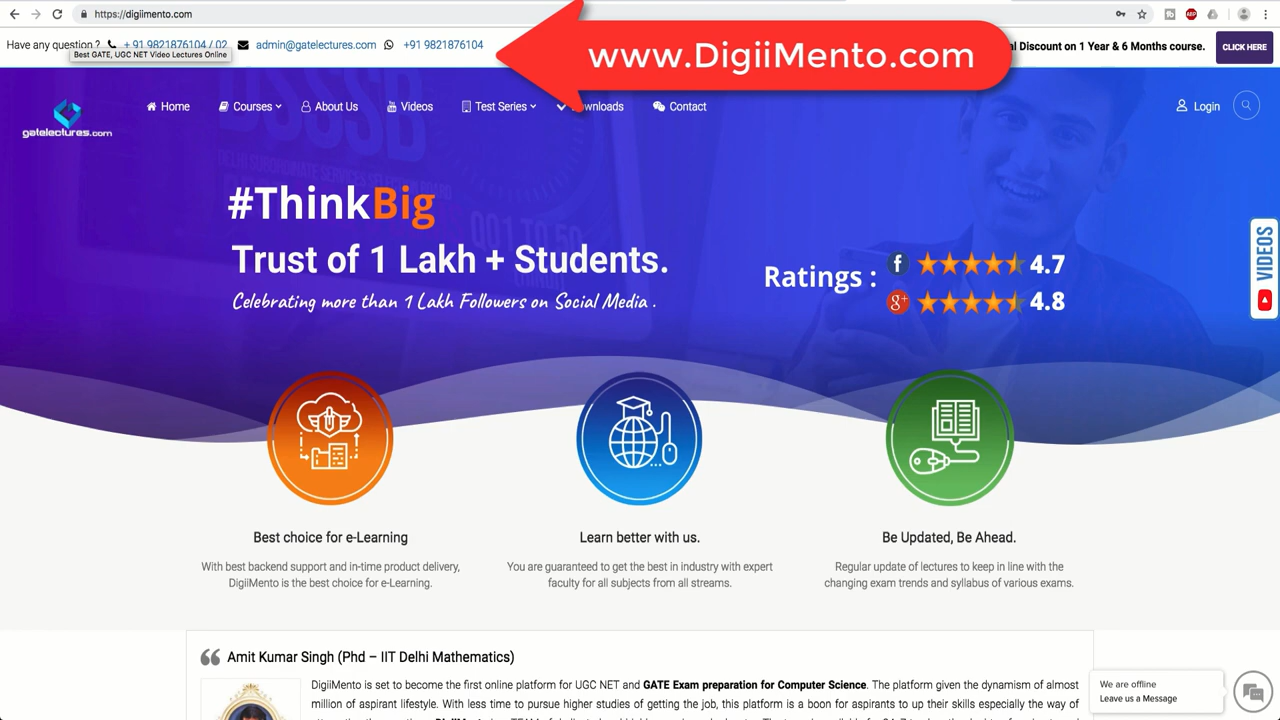 https://digiimento.com
Have any question ? + 91 9821876104 / 02 admin@gatelectures.com +91 9821876104
Best GATE, UGC NET Video Lectures Online
www.DigiiMento.com
Discount on 1 Year & 6 Months course. CLICK HERE
gatelectures.com
Home Courses About Us Videos Test Series Contact Login
#ThinkBig
Trust of 1 Lakh + Students.
Celebrating more than 1 Lakh Followers on Social Media .
Ratings :
f 4.7
g+ 4.8
VIDEOS
Best choice for e-Learning
With best backend support and in-time product delivery,
DigiiMento is the best choice for e-Learning.
Learn better with us.
You are guaranteed to get the best in industry with expert
faculty for all subjects from all streams.
Be Updated, Be Ahead.
Regular update of lectures to keep in line with the
changing exam trends and syllabus of various exams.
Amit Kumar Singh (Phd – IIT Delhi Mathematics)
DigiiMento is set to become the first online platform for UGC NET and GATE Exam preparation for Computer Science. The platform given the dynamism of almost
million of aspirant lifestyle. With less time to pursue higher studies of getting the job, this platform is a boon for aspirants to up their skills especially the way of
We are offline
Leave us a Message